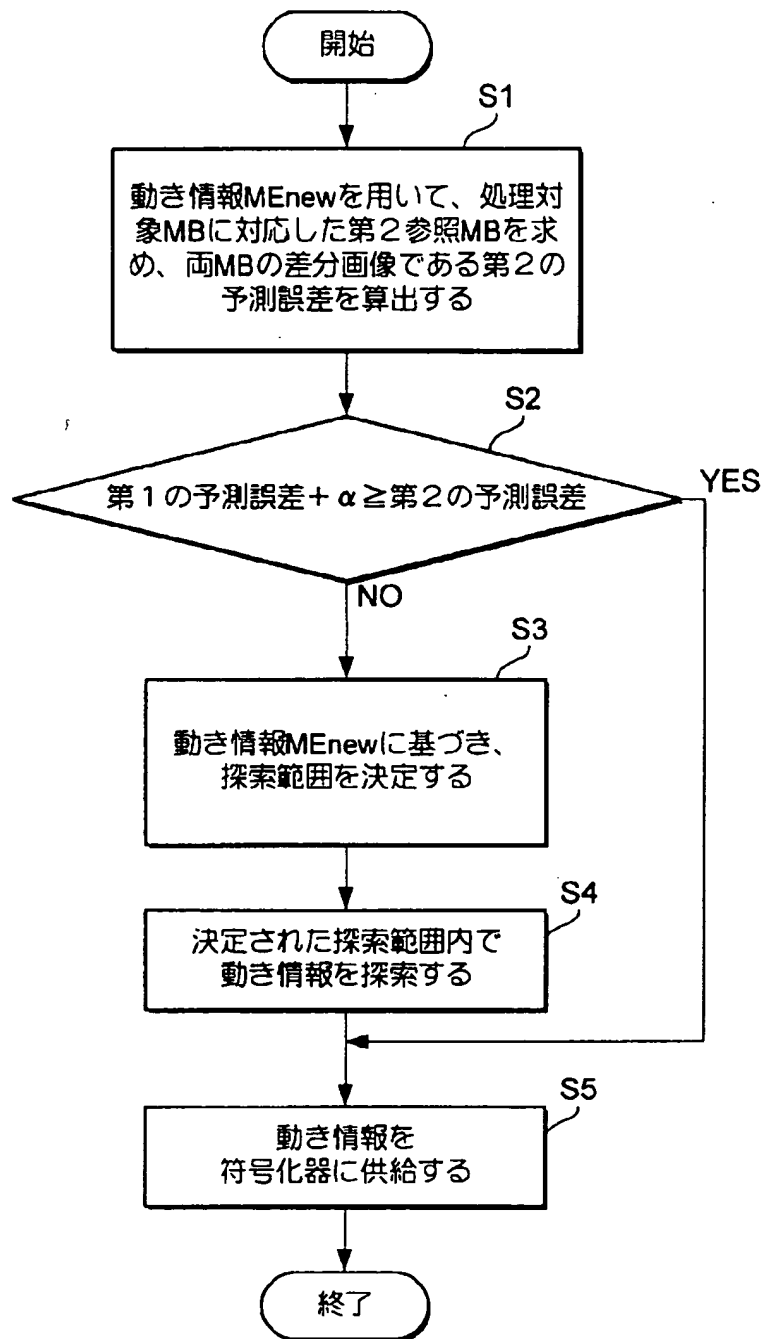 開始
S1
動き情報MEnewを用いて、処理対
象MBに対応した第2参照MBを求
め、両MBの差分画像である第2の
予測誤差を算出する
S2
第1の予測誤差+α≧第2の予測誤差
YES
NO
S3
動き情報MEnewに基づき、
探索範囲を決定する
S4
決定された探索範囲内で
動き情報を探索する
S5
動き情報を
符号化器に供給する
終了